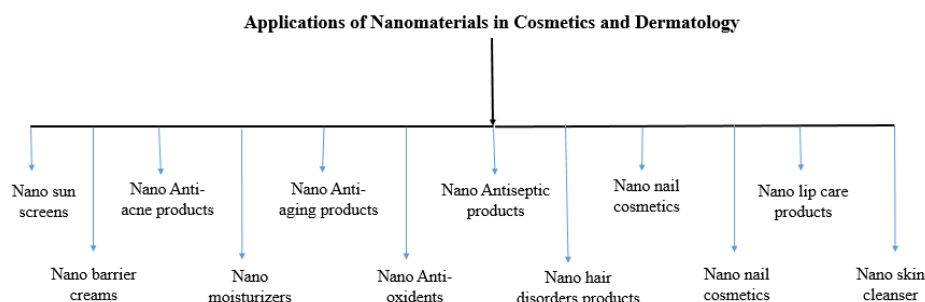 Applications of Nanomaterials in Cosmetics and Dermatology
Nano sun
screens
Nano Anti-
acne products
Nano Anti-
aging products
Nano Antiseptic
products
Nano nail
cosmetics
Nano lip care
products
Nano barrier
creams
Nano
moisturizers
Nano Anti-
oxidents
Nano hair
disorders products
Nano nail
cosmetics
Nano skin
cleanser